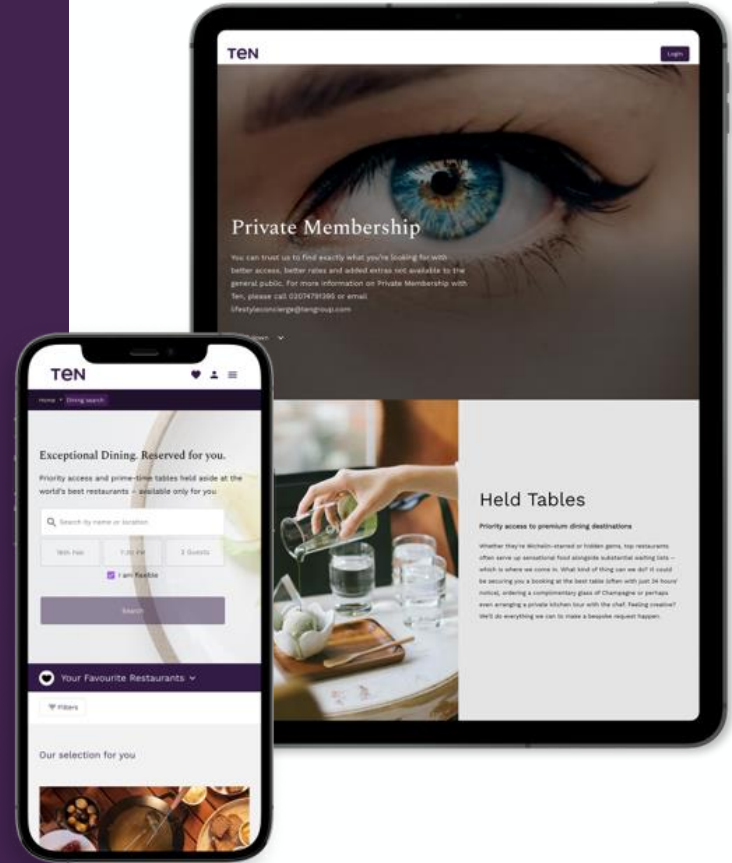 TEN
Login
Private Membership
You can trust us to find exactly what you're looking for with
better access, better rates and added extras not available to the
general public. For more information on Private Membership with
Ten, please call 02074791395 or email
lifestyleconcierge@tengroup.com
down
Held Tables
Priority access to premium dining destinations
Whether they're Michelin-starred or hidden gems, top restaurants
often serve up sensational food alongside substantial waiting lists –
which is where we come in. What kind of thing can we do? It could
be securing you a booking at the best table (often with just 24 hours'
notice), ordering a complimentary glass of Champagne or perhaps
even arranging a private kitchen tour with the chef. Feeling creative?
We'll do everything we can to make a bespoke request happen.
TEN
Home • Dining search
Exceptional Dining. Reserved for you.
Priority access and prime-time tables held aside at the
world's best restaurants – available only for you
Search by name or location
Feb
7:30 PM
2 Guests
I am flexible
Search
Your Favourite Restaurants
Filters
Our selection for you